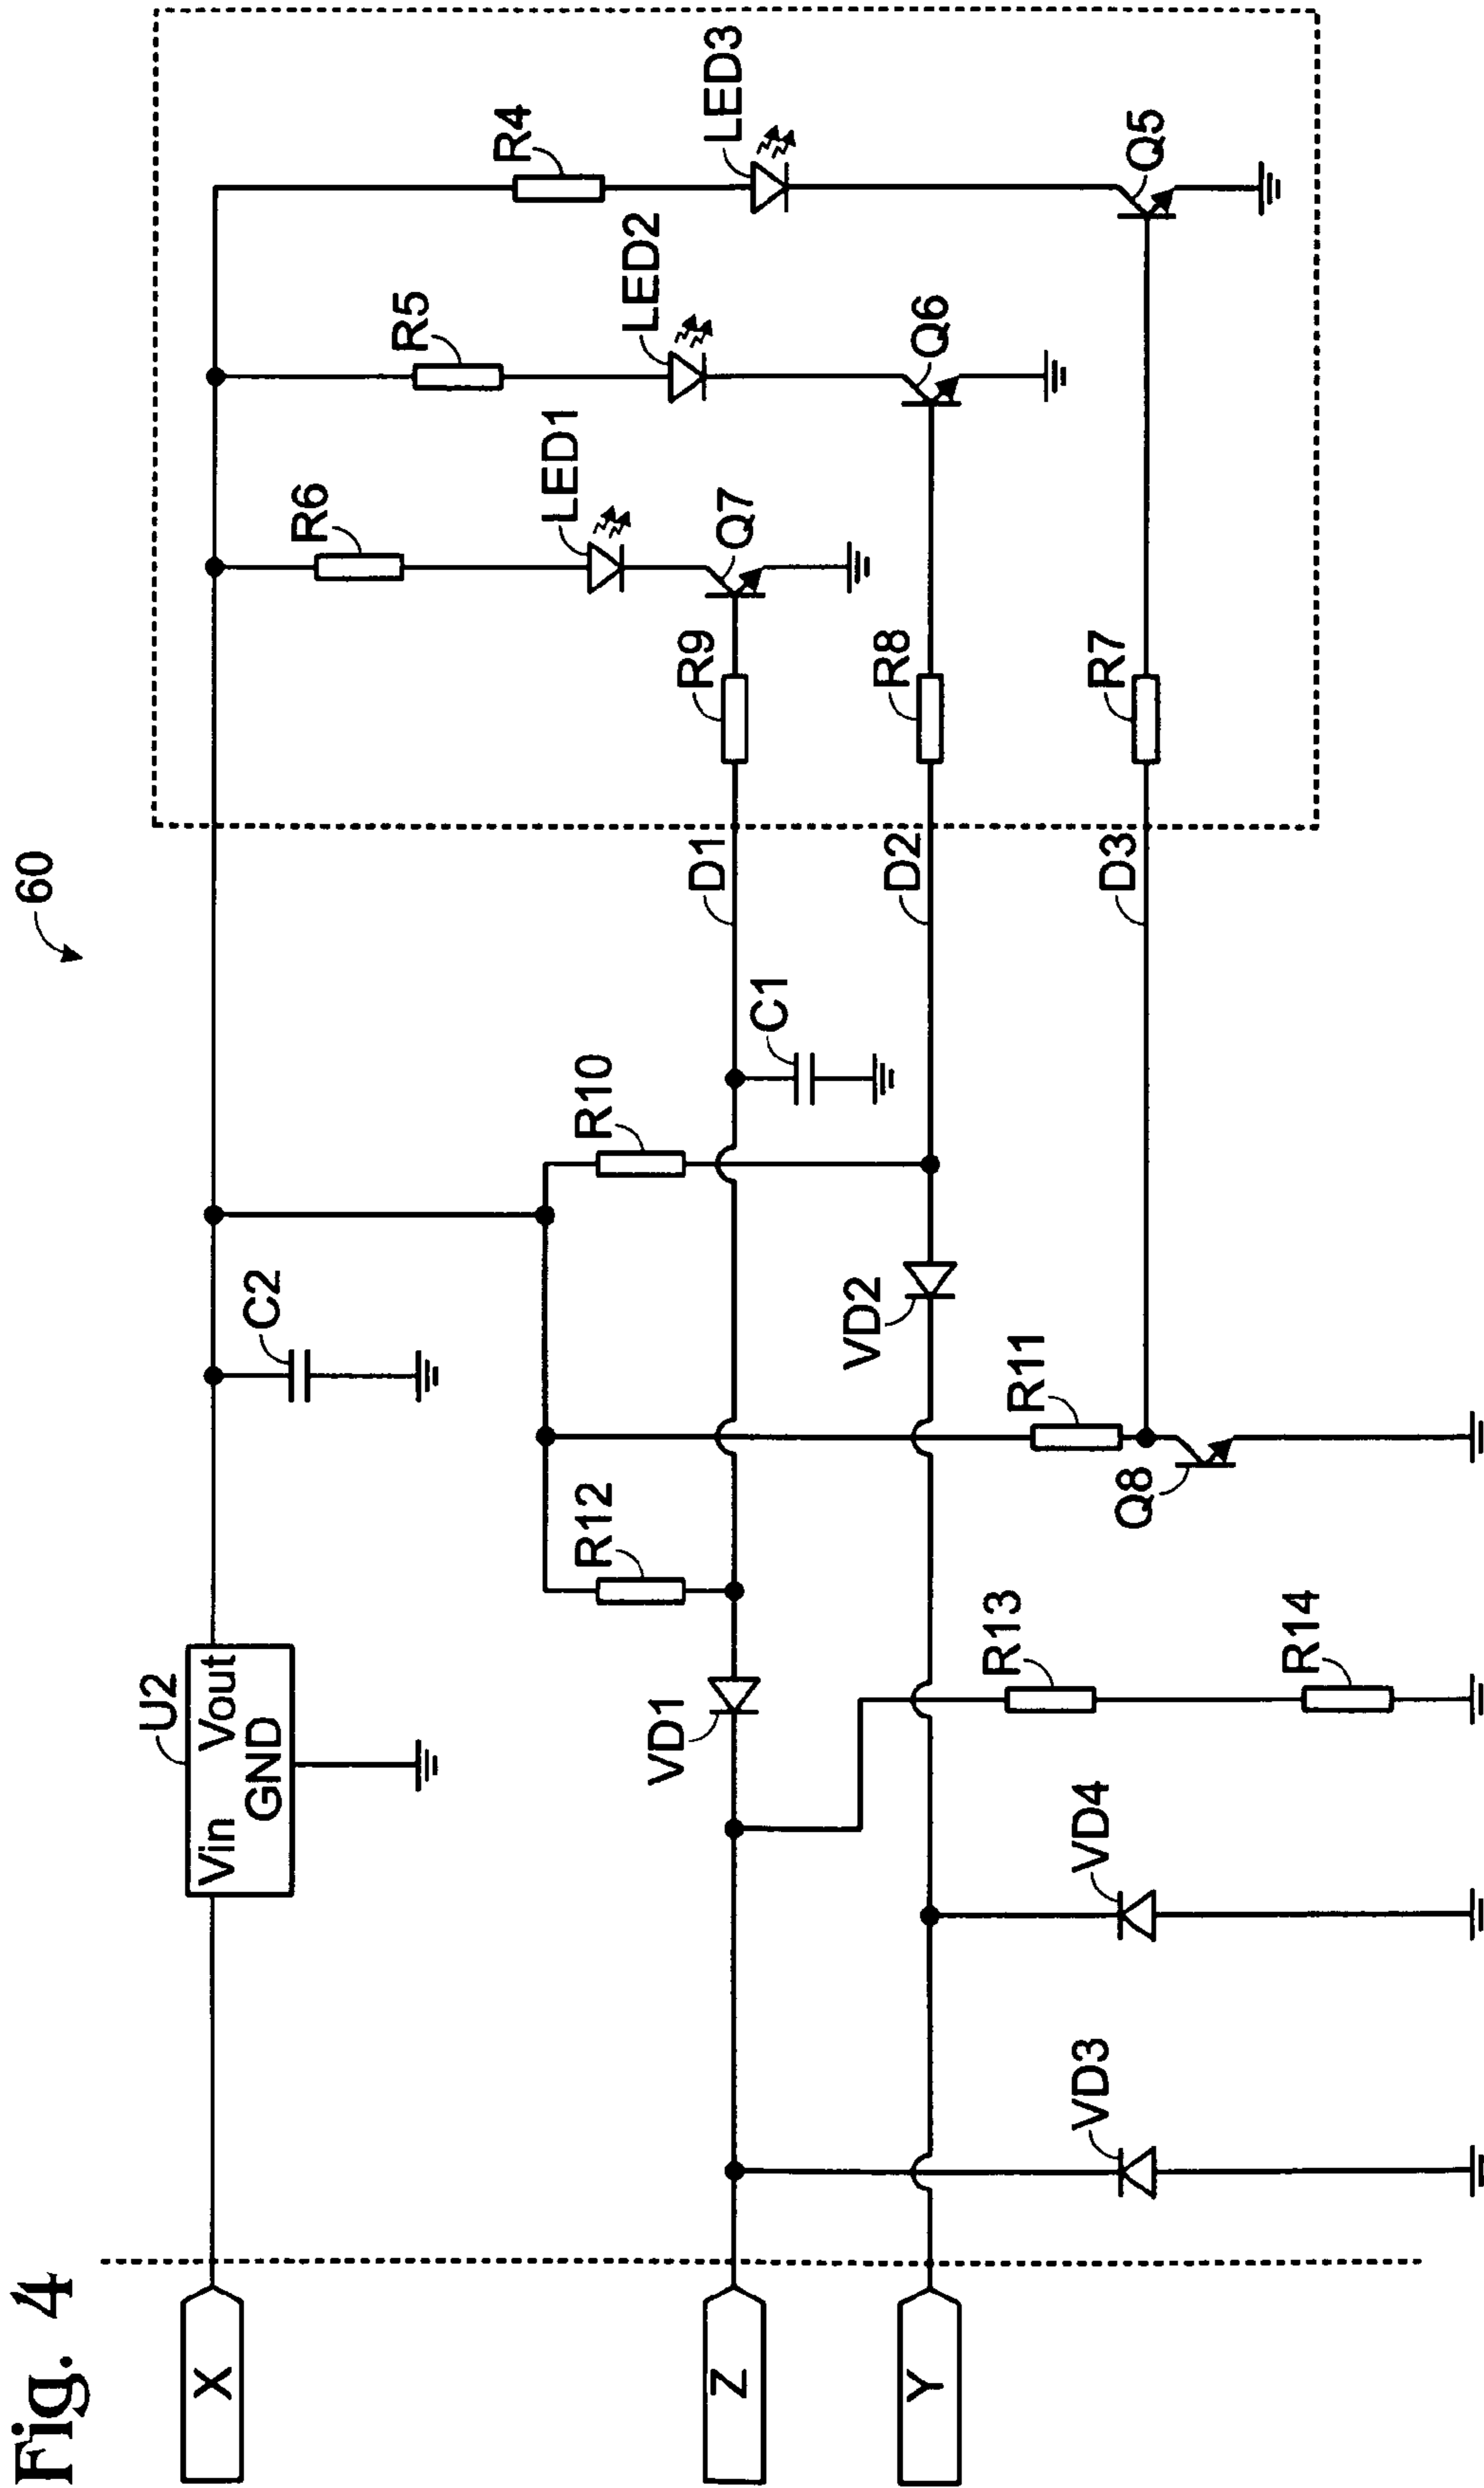 Fig. 4
60
X
Z
Y
U2
Vin
Vout
GND
C2
R12
R10
VD1
VD2
VD3
VD4
R13
R14
R11
Q8
C1
D1
D2
D3
R9
R8
R7
R6
R5
R4
LED1
LED2
LED3
Q7
Q6
Q5